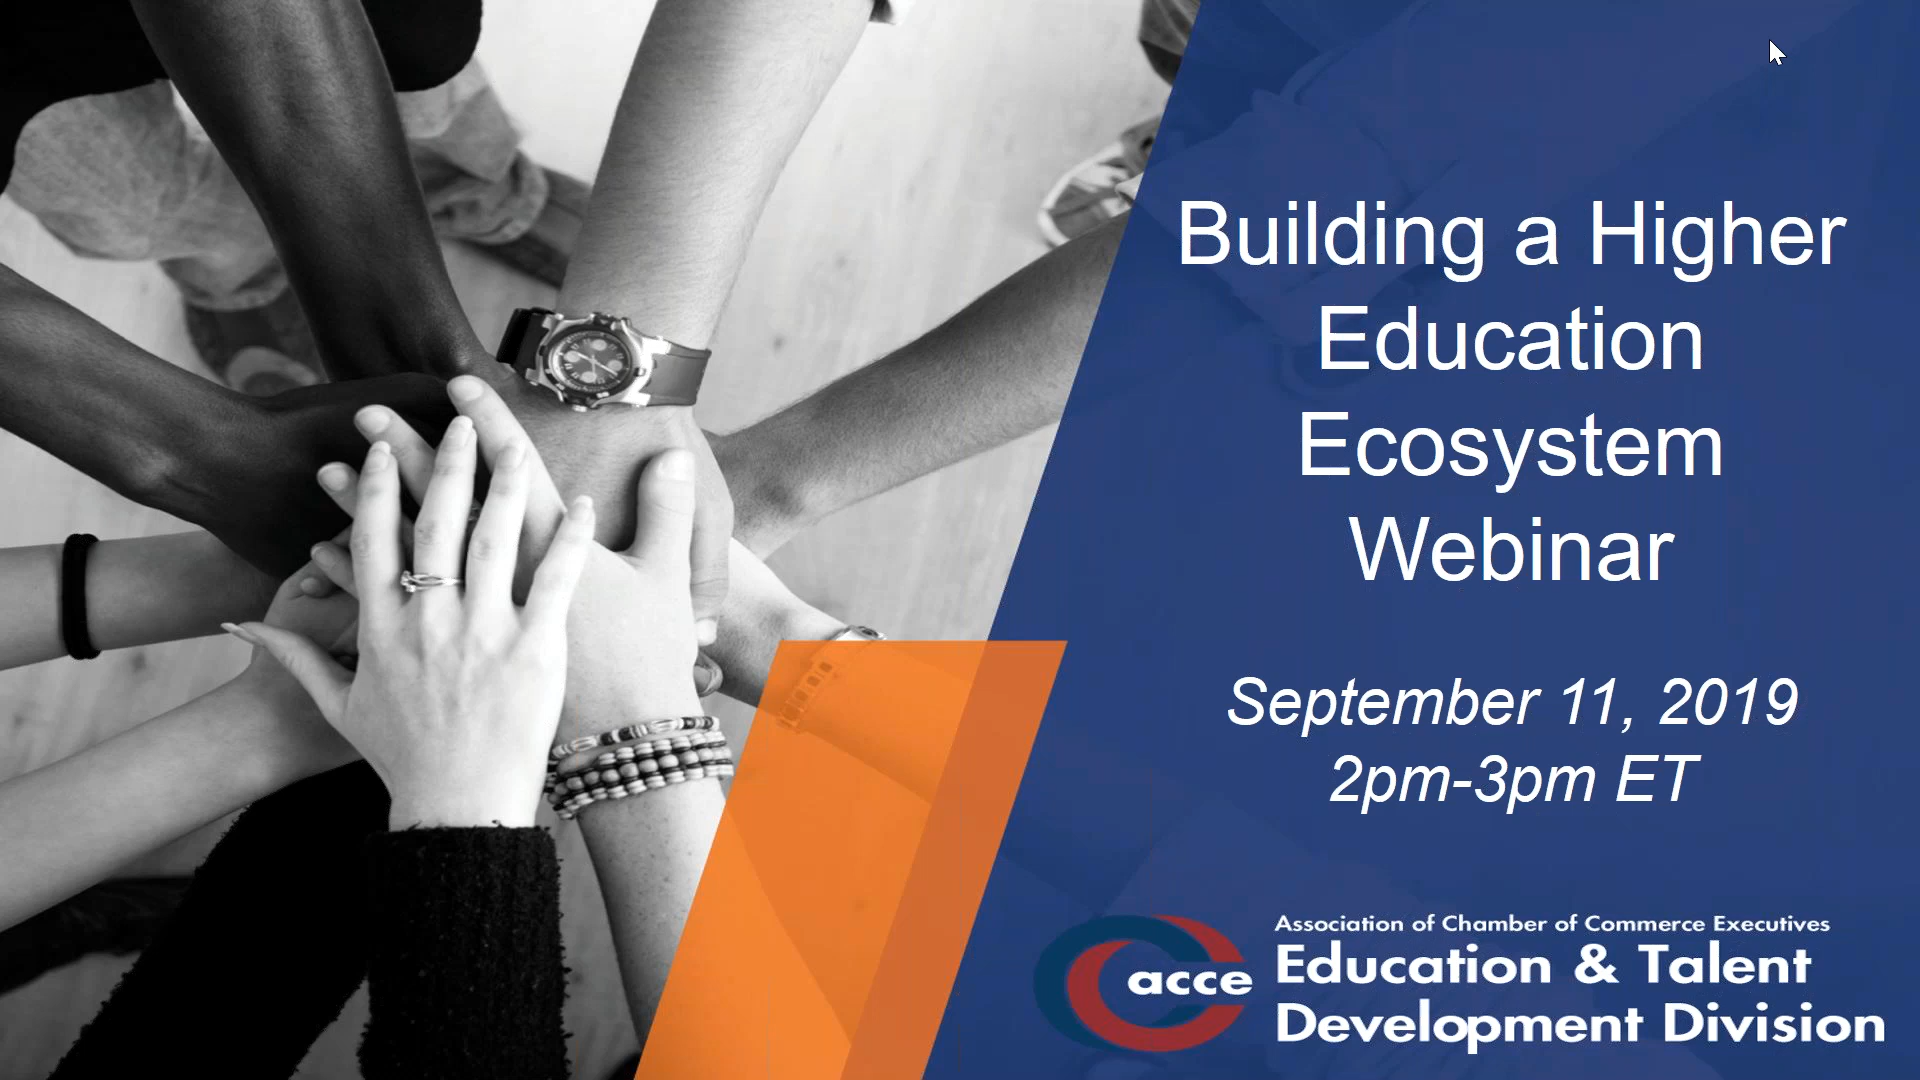 Building a Higher
Education
Ecosystem
Webinar
September 11, 2019
2pm-3pm ET
acce
Association of Chamber of Commerce Executives
Education & Talent
Development Division